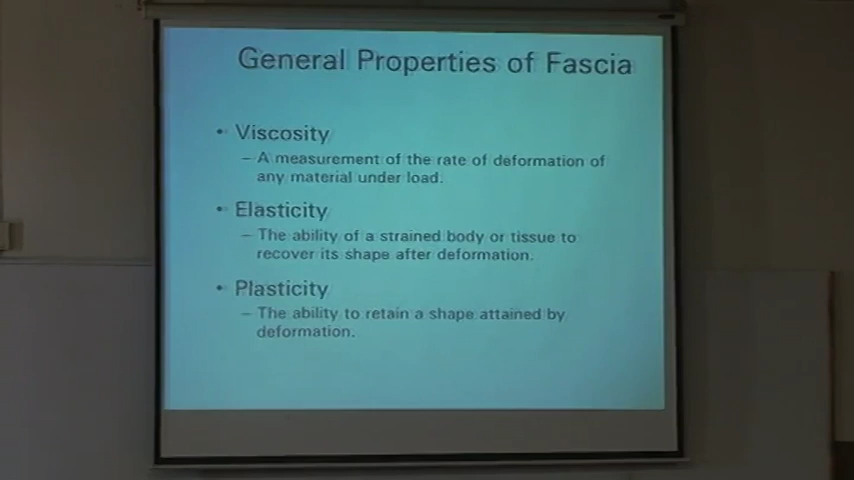 General Properties of Fascia
• Viscosity
– A measurement of the rate of deformation of
any material under load.
• Elasticity
– The ability of a strained body or tissue to
recover its shape after deformation.
• Plasticity
– The ability to retain a shape attained by
deformation.